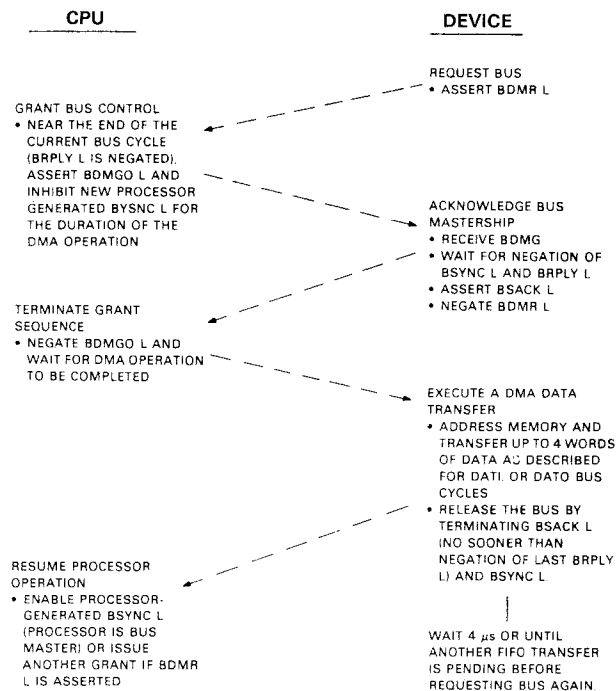 CPU
DEVICE
REQUEST BUS
• ASSERT BDMR L
GRANT BUS CONTROL
• NEAR THE END OF THE
CURRENT BUS CYCLE
(BRPLY L IS NEGATED),
ASSERT BDMGO L AND
INHIBIT NEW PROCESSOR
GENERATED BYSNC L FOR
THE DURATION OF THE
DMA OPERATION
ACKNOWLEDGE BUS
MASTERSHIP
• RECEIVE BDMG
• WAIT FOR NEGATION OF
BSYNC L AND BRPLY L
• ASSERT BSACK L
• NEGATE BDMR L
TERMINATE GRANT
SEQUENCE
• NEGATE BDMGO L AND
WAIT FOR DMA OPERATION
TO BE COMPLETED
EXECUTE A DMA DATA
TRANSFER
• ADDRESS MEMORY AND
TRANSFER UP TO 4 WORDS
OF DATA AS DESCRIBED
FOR DATI, OR DATO BUS
CYCLES
• RELEASE THE BUS BY
TERMINATING BSACK L
(NO SOONER THAN
NEGATION OF LAST BRPLY
L) AND BSYNC L.
RESUME PROCESSOR
OPERATION
• ENABLE PROCESSOR-
GENERATED BSYNC L
(PROCESSOR IS BUS
MASTER) OR ISSUE
ANOTHER GRANT IF BDMR
L IS ASSERTED
WAIT 4 µs OR UNTIL
ANOTHER FIFO TRANSFER
IS PENDING BEFORE
REQUESTING BUS AGAIN.